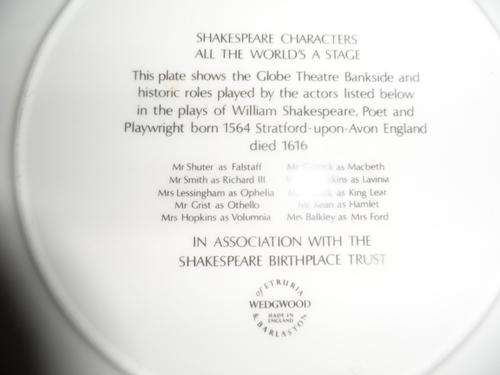 SHAKESPEARE CHARACTERS
ALL THE WORLD'S A STAGE
This plate shows the Globe Theatre Bankside and
historic roles played by the actors listed below
in the plays of William Shakespeare, Poet and
Playwright born 1564 Stratford-upon-Avon England
died 1616
Mr Shuter as Falstaff
Mr Smith as Richard III.
Mrs Lessingham as Ophelia
Mr Grist as Othello
Mrs Hopkins as Volumnia
Mr as Macbeth
as Lavinia
as King Lear
Mr Kean as Hamlet
Mrs Balkley as Mrs Ford
IN ASSOCIATION WITH THE
SHAKESPEARE BIRTHPLACE TRUST
of ETRURIA
WEDGWOOD
MADE IN
ENGLAND
& BARLASTON